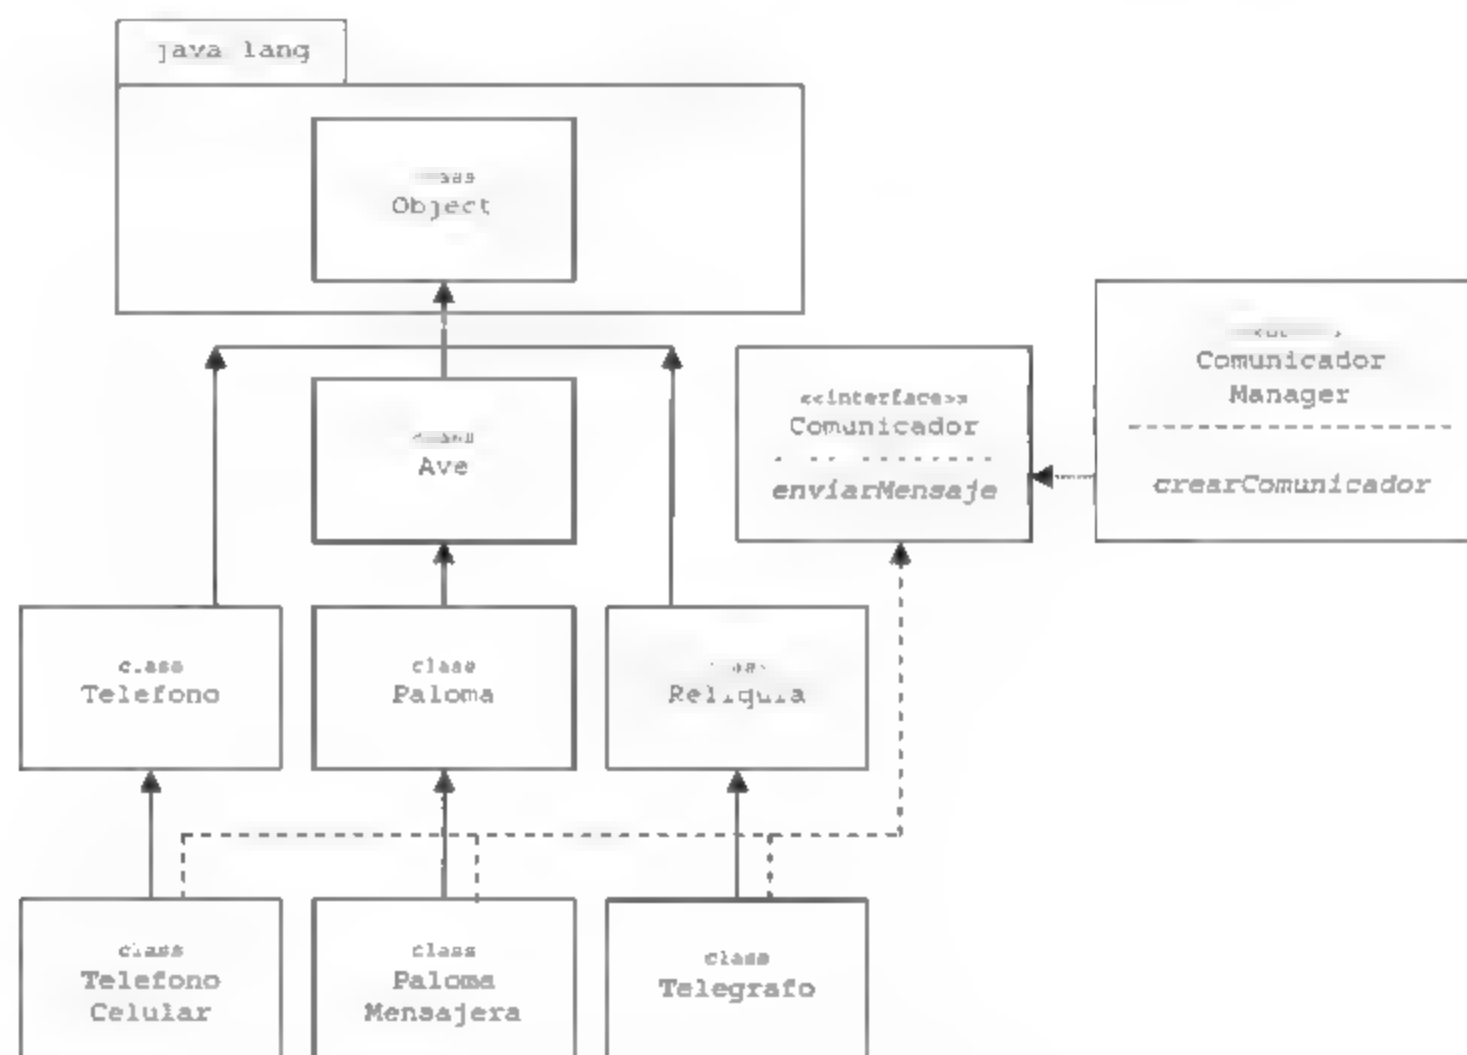 java lang
Object
<<interface>>
Comunicador
enviarMensaje
Comunicador
Manager
crearComunicador
Ave
class
Telefono
class
Paloma
Reliquia
class
Telefono
Celular
class
Paloma
Mensajera
class
Telegrafo